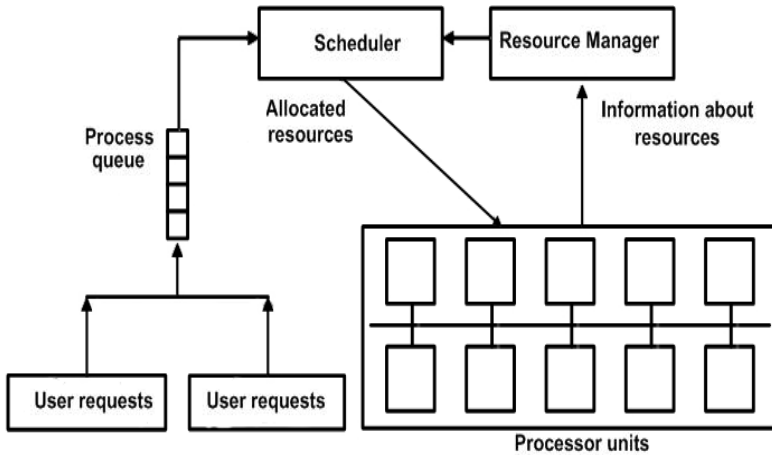 Scheduler
Resource Manager
Allocated
resources
Information about
resources
Process
queue
User requests
User requests
Processor units